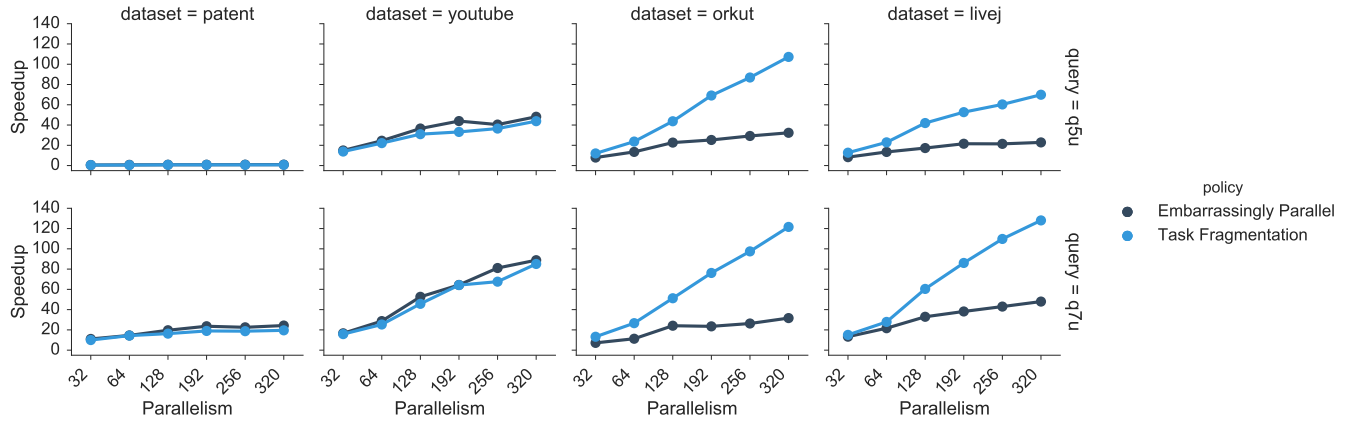 dataset = patent
dataset = youtube
dataset = orkut
dataset = livej
140
120
100
80
60
40
20
0
Speedup
query = q5u
140
120
100
80
60
40
20
0
Speedup
query = q7u
policy
Embarrassingly Parallel
Task Fragmentation
32 64 128 192 256 320
32 64 128 192 256 320
32 64 128 192 256 320
32 64 128 192 256 320
Parallelism
Parallelism
Parallelism
Parallelism